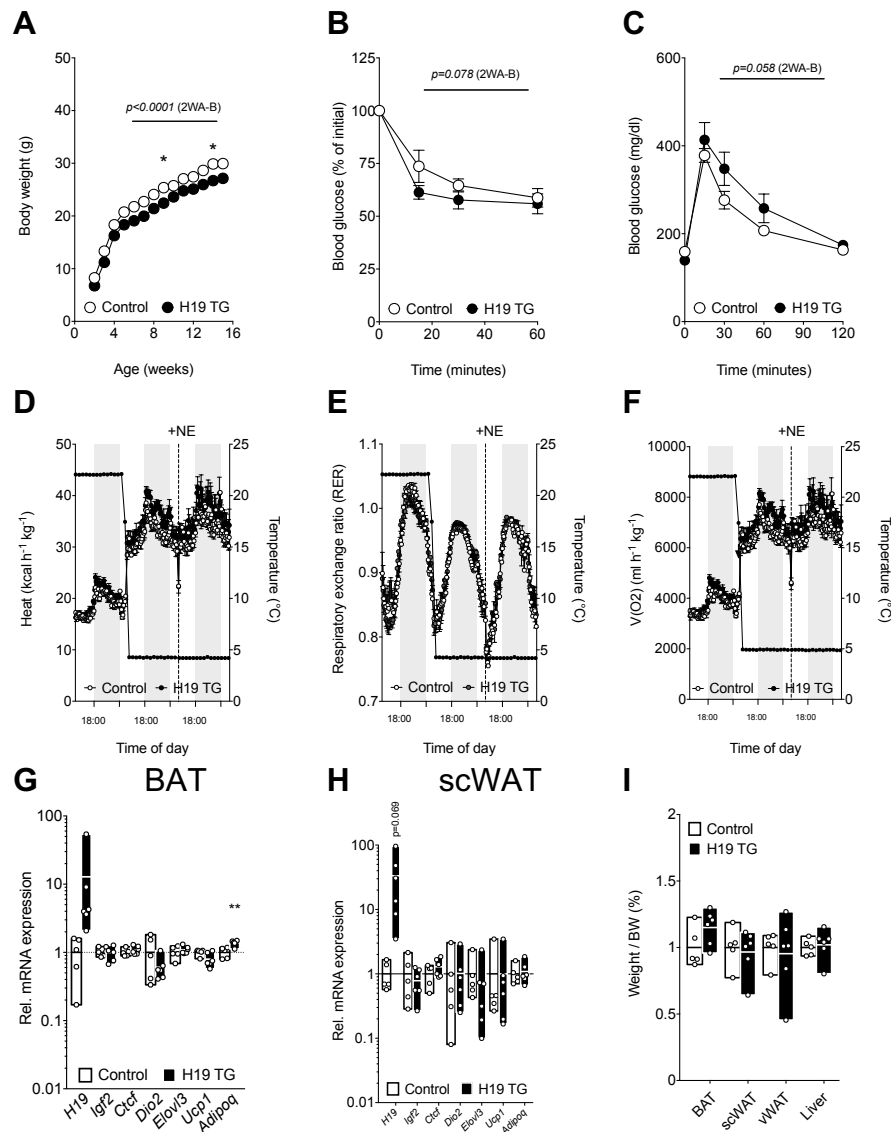 A
B
C
50
40
30
20
10
0
p<0.0001 (2WA-B)
*
*
Control
H19 TG
0
4
8
12
16
Body weight (g)
Age (weeks)
125
100
75
50
25
0
p=0.078 (2WA-B)
Control
H19 TG
0
20
40
60
Blood glucose (% of initial)
Time (minutes)
600
400
200
0
p=0.058 (2WA-B)
Control
H19 TG
0
30
60
90
120
Blood glucose (mg/dl)
Time (minutes)
D
E
F
+NE
50
40
30
20
10
0
25
20
15
10
5
0
Heat (kcal h⁻¹ kg⁻¹)
Temperature (°C)
Control
H19 TG
18:00
18:00
18:00
Time of day
+NE
1.1
1.0
0.9
0.8
0.7
25
20
15
10
5
0
Respiratory exchange ratio (RER)
Temperature (°C)
Control
H19 TG
18:00
18:00
18:00
Time of day
+NE
10000
8000
6000
4000
2000
0
25
20
15
10
5
0
V(O2) (ml h⁻¹ kg⁻¹)
Temperature (°C)
Control
H19 TG
18:00
18:00
18:00
Time of day
G
BAT
H
scWAT
I
100
10
1
0.1
0.01
Rel. mRNA expression
**
Control
H19 TG
H19
Igf2
Ctcf
Dio2
Elovl3
Ucp1
Adipoq
p=0.069
100
10
1
0.1
0.01
Rel. mRNA expression
Control
H19 TG
H19
Igf2
Ctcf
Dio2
Elovl3
Ucp1
Adipoq
2
1.5
1
0.5
0
Weight / BW (%)
Control
H19 TG
BAT
scWAT
vWAT
Liver